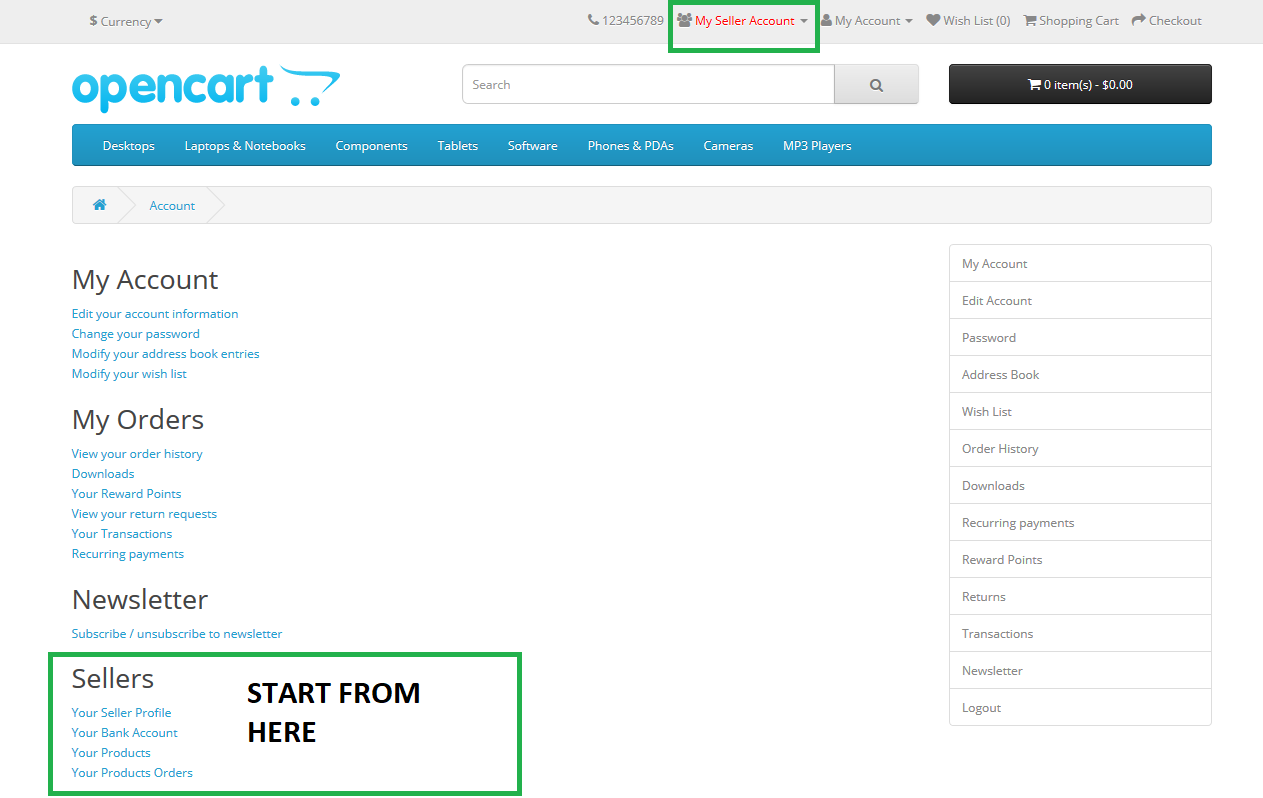 $ Currency
123456789
My Seller Account
My Account
Wish List (0)
Shopping Cart
Checkout
opencart
Search
0 item(s) - $0.00
Desktops
Laptops & Notebooks
Components
Tablets
Software
Phones & PDAs
Cameras
MP3 Players
Account
My Account
Edit your account information
Change your password
Modify your address book entries
Modify your wish list
My Orders
View your order history
Downloads
Your Reward Points
View your return requests
Your Transactions
Recurring payments
Newsletter
Subscribe / unsubscribe to newsletter
Sellers
Your Seller Profile
Your Bank Account
Your Products
Your Products Orders
START FROM
HERE
My Account
Edit Account
Password
Address Book
Wish List
Order History
Downloads
Recurring payments
Reward Points
Returns
Transactions
Newsletter
Logout